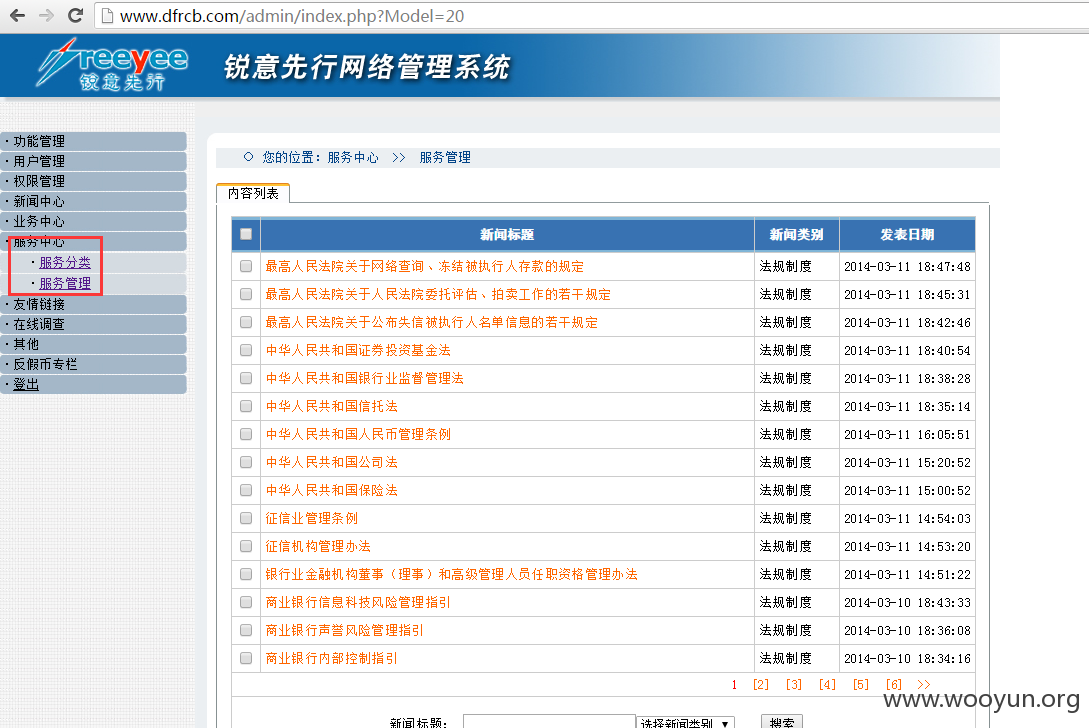 www.dfrcb.com/admin/index.php?Model=20
freeyee
锐意先行
锐意先行网络管理系统
·功能管理
·用户管理
·权限管理
·新闻中心
·业务中心
·服务中心
·服务分类
·服务管理
·友情链接
·在线调查
·其他
·反假币专栏
·登出
您的位置：服务中心 >> 服务管理
内容列表
新闻标题 新闻类别 发表日期
最高人民法院关于网络查询、冻结被执行人存款的规定 法规制度 2014-03-11 18:47:48
最高人民法院关于人民法院委托评估、拍卖工作的若干规定 法规制度 2014-03-11 18:45:31
最高人民法院关于公布失信被执行人名单信息的若干规定 法规制度 2014-03-11 18:42:46
中华人民共和国证券投资基金法 法规制度 2014-03-11 18:40:54
中华人民共和国银行业监督管理法 法规制度 2014-03-11 18:38:28
中华人民共和国信托法 法规制度 2014-03-11 18:35:14
中华人民共和国人民币管理条例 法规制度 2014-03-11 16:05:51
中华人民共和国公司法 法规制度 2014-03-11 15:20:52
中华人民共和国保险法 法规制度 2014-03-11 15:00:52
征信业管理条例 法规制度 2014-03-11 14:54:03
征信机构管理办法 法规制度 2014-03-11 14:53:20
银行业金融机构董事（理事）和高级管理人员任职资格管理办法 法规制度 2014-03-11 14:51:22
商业银行信息科技风险管理指引 法规制度 2014-03-10 18:43:33
商业银行声誉风险管理指引 法规制度 2014-03-10 18:36:08
商业银行内部控制指引 法规制度 2014-03-10 18:34:16
1 [2] [3] [4] [5] [6] >>
www.wooyun.org
新闻标题： 选择新闻类别 搜索